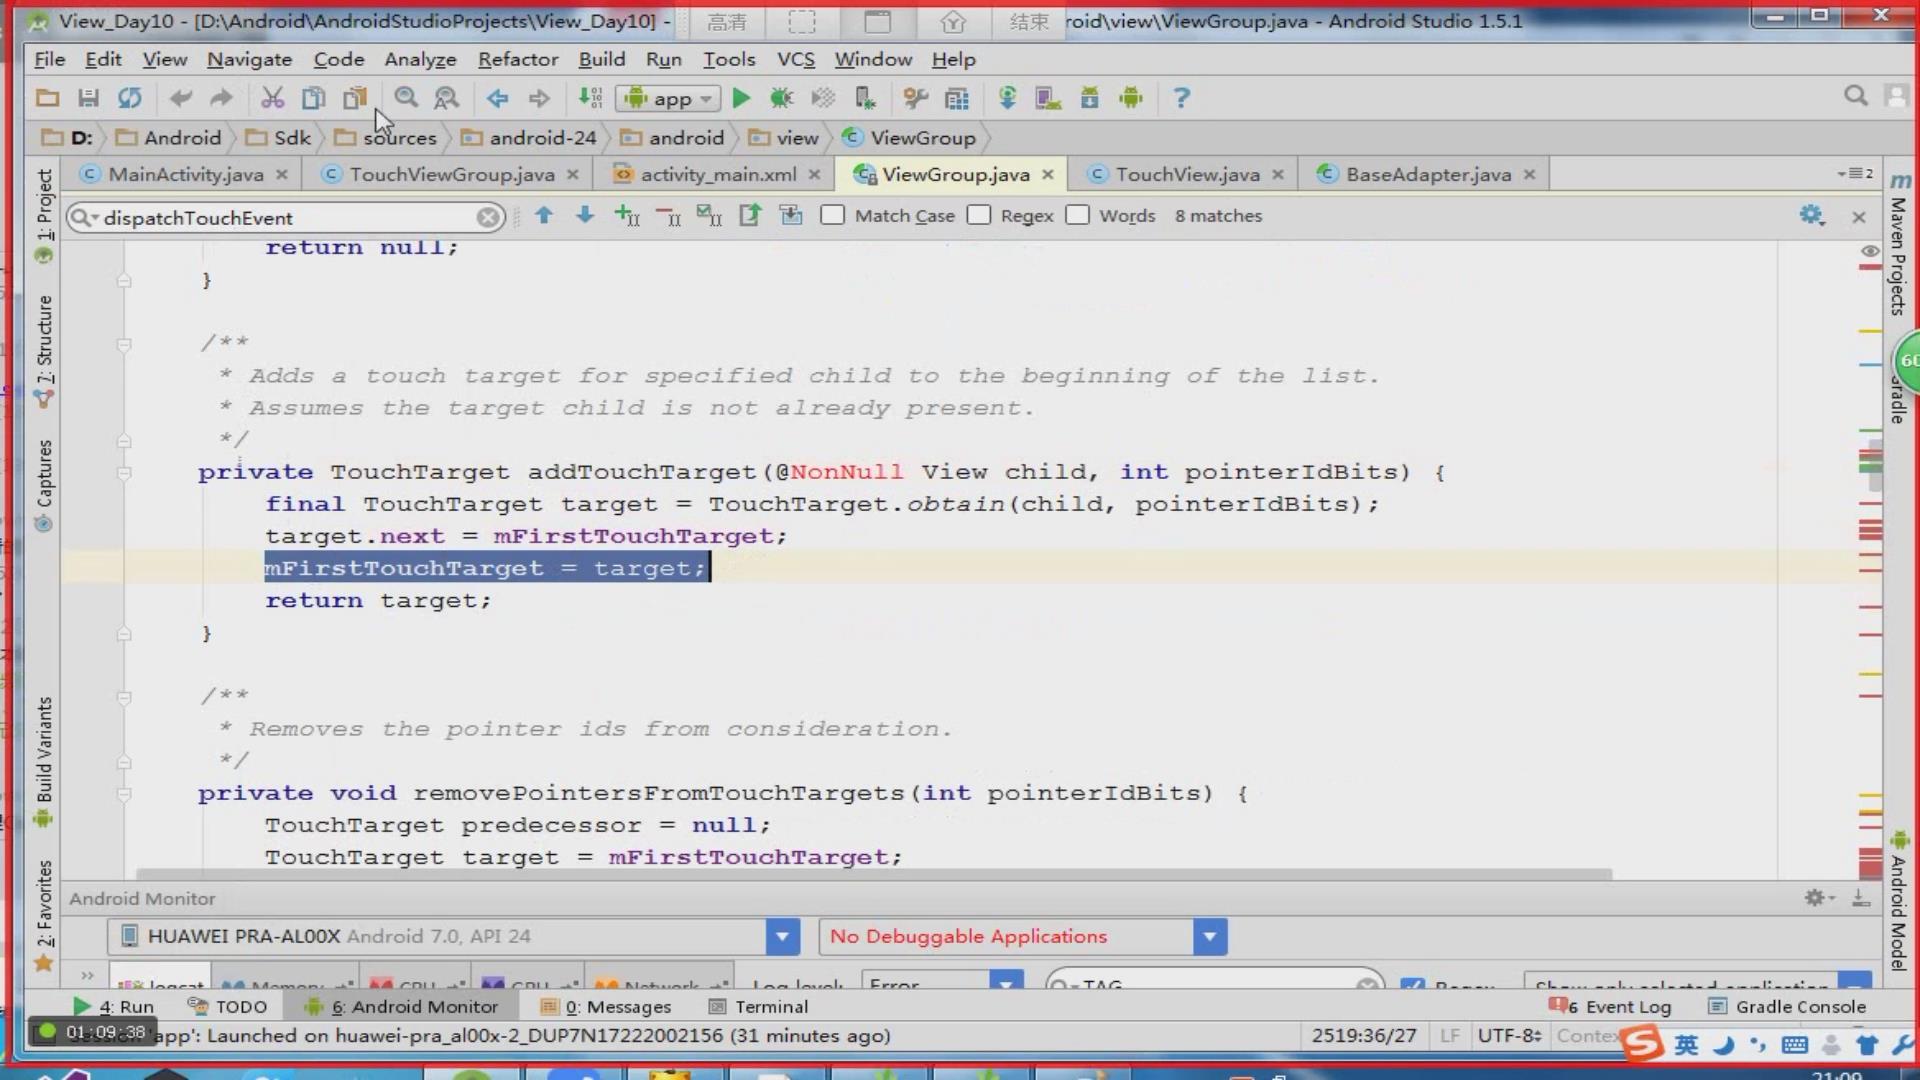 View_Day10 - [D:\Android\AndroidStudioProjects\View_Day10] - 高清 结束 roid\view\ViewGroup.java - Android Studio 1.5.1
File Edit View Navigate Code Analyze Refactor Build Run Tools VCS Window Help
app
D: Android Sdk sources android-24 android view ViewGroup
MainActivity.java TouchViewGroup.java activity_main.xml ViewGroup.java TouchView.java BaseAdapter.java 2
dispatchTouchEvent Match Case Regex Words 8 matches
return null;
}
/**
* Adds a touch target for specified child to the beginning of the list.
* Assumes the target child is not already present.
*/
private TouchTarget addTouchTarget(@NonNull View child, int pointerIdBits) {
final TouchTarget target = TouchTarget.obtain(child, pointerIdBits);
target.next = mFirstTouchTarget;
mFirstTouchTarget = target;
return target;
}
/**
* Removes the pointer ids from consideration.
*/
private void removePointersFromTouchTargets(int pointerIdBits) {
TouchTarget predecessor = null;
TouchTarget target = mFirstTouchTarget;
1: Project
7: Structure
Captures
Build Variants
2: Favorites
Maven Projects
60
Gradle
Android Model
Android Monitor
HUAWEI PRA-AL00X Android 7.0, API 24 No Debuggable Applications
logcat Memory CPU GPU Network Log level: Error TAG Regex Show only selected application
4: Run TODO 6: Android Monitor 0: Messages Terminal 6 Event Log Gradle Console
01:09:38 'app': Launched on huawei-pra_al00x-2_DUP7N17222002156 (31 minutes ago) 2519:36/27 LF UTF-8 Contex 英
21:09